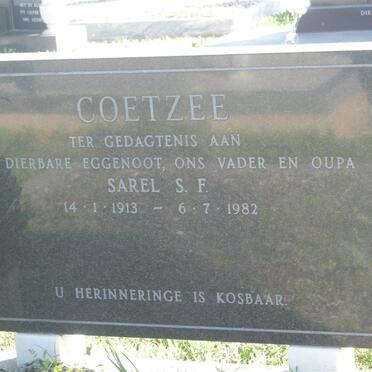 COETZEE
TER GEDAGTENIS AAN
DIERBARE EGGENOOT, ONS VADER EN OUPA
SAREL S. F.
14 · 1 · 1913 – 6 · 7 · 1982
U HERINNERINGE IS KOSBAAR.